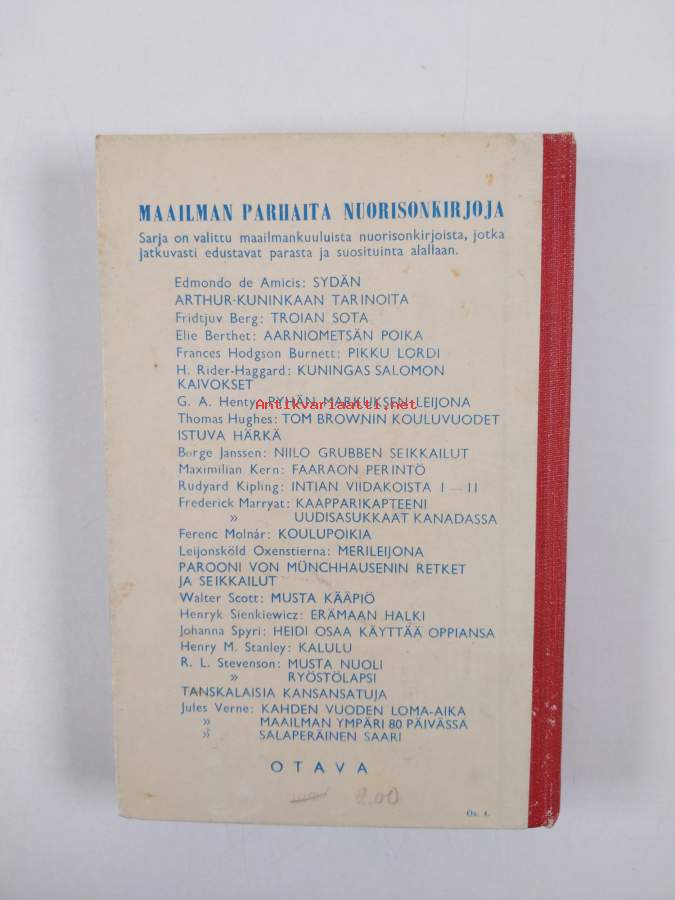 MAAILMAN PARHAITA NUORISONKIRJOJA
Sarja on valittu maailmankuuluista nuorisonkirjoista, jotka
jatkuvasti edustavat parasta ja suosituinta alallaan.
Edmondo de Amicis: SYDÄN
ARTHUR-KUNINKAAN TARINOITA
Fridtjuv Berg: TROIAN SOTA
Elie Berthet: AARNIOMETSÄN POIKA
Frances Hodgson Burnett: PIKKU LORDI
H. Rider-Haggard: KUNINGAS SALOMON
KAIVOKSET
G. A. Henty: PYHÄN MARKUKSEN LEIJONA
Antikvariaatti.net
Thomas Hughes: TOM BROWNIN KOULUVUODET
ISTUVA HÄRKÄ
Børge Janssen: NIILO GRUBBEN SEIKKAILUT
Maximilian Kern: FAARAON PERINTÖ
Rudyard Kipling: INTIAN VIIDAKOISTA I—II
Frederick Marryat: KAAPPARIKAPTEENI
» UUDISASUKKAAT KANADASSA
Ferenc Molnár: KOULUPOIKIA
Leijonsköld Oxenstierna: MERILEIJONA
PAROONI VON MÜNCHHAUSENIN RETKET
JA SEIKKAILUT
Walter Scott: MUSTA KÄÄPIÖ
Henryk Sienkiewicz: ERÄMAAN HALKI
Johanna Spyri: HEIDI OSAA KÄYTTÄÄ OPPIANSA
Henry M. Stanley: KALULU
R. L. Stevenson: MUSTA NUOLI
» RYÖSTÖLAPSI
TANSKALAISIA KANSANSATUJA
Jules Verne: KAHDEN VUODEN LOMA-AIKA
» MAAILMAN YMPÄRI 80 PÄIVÄSSÄ
» SALAPERÄINEN SAARI
OTAVA
Ov. 4.